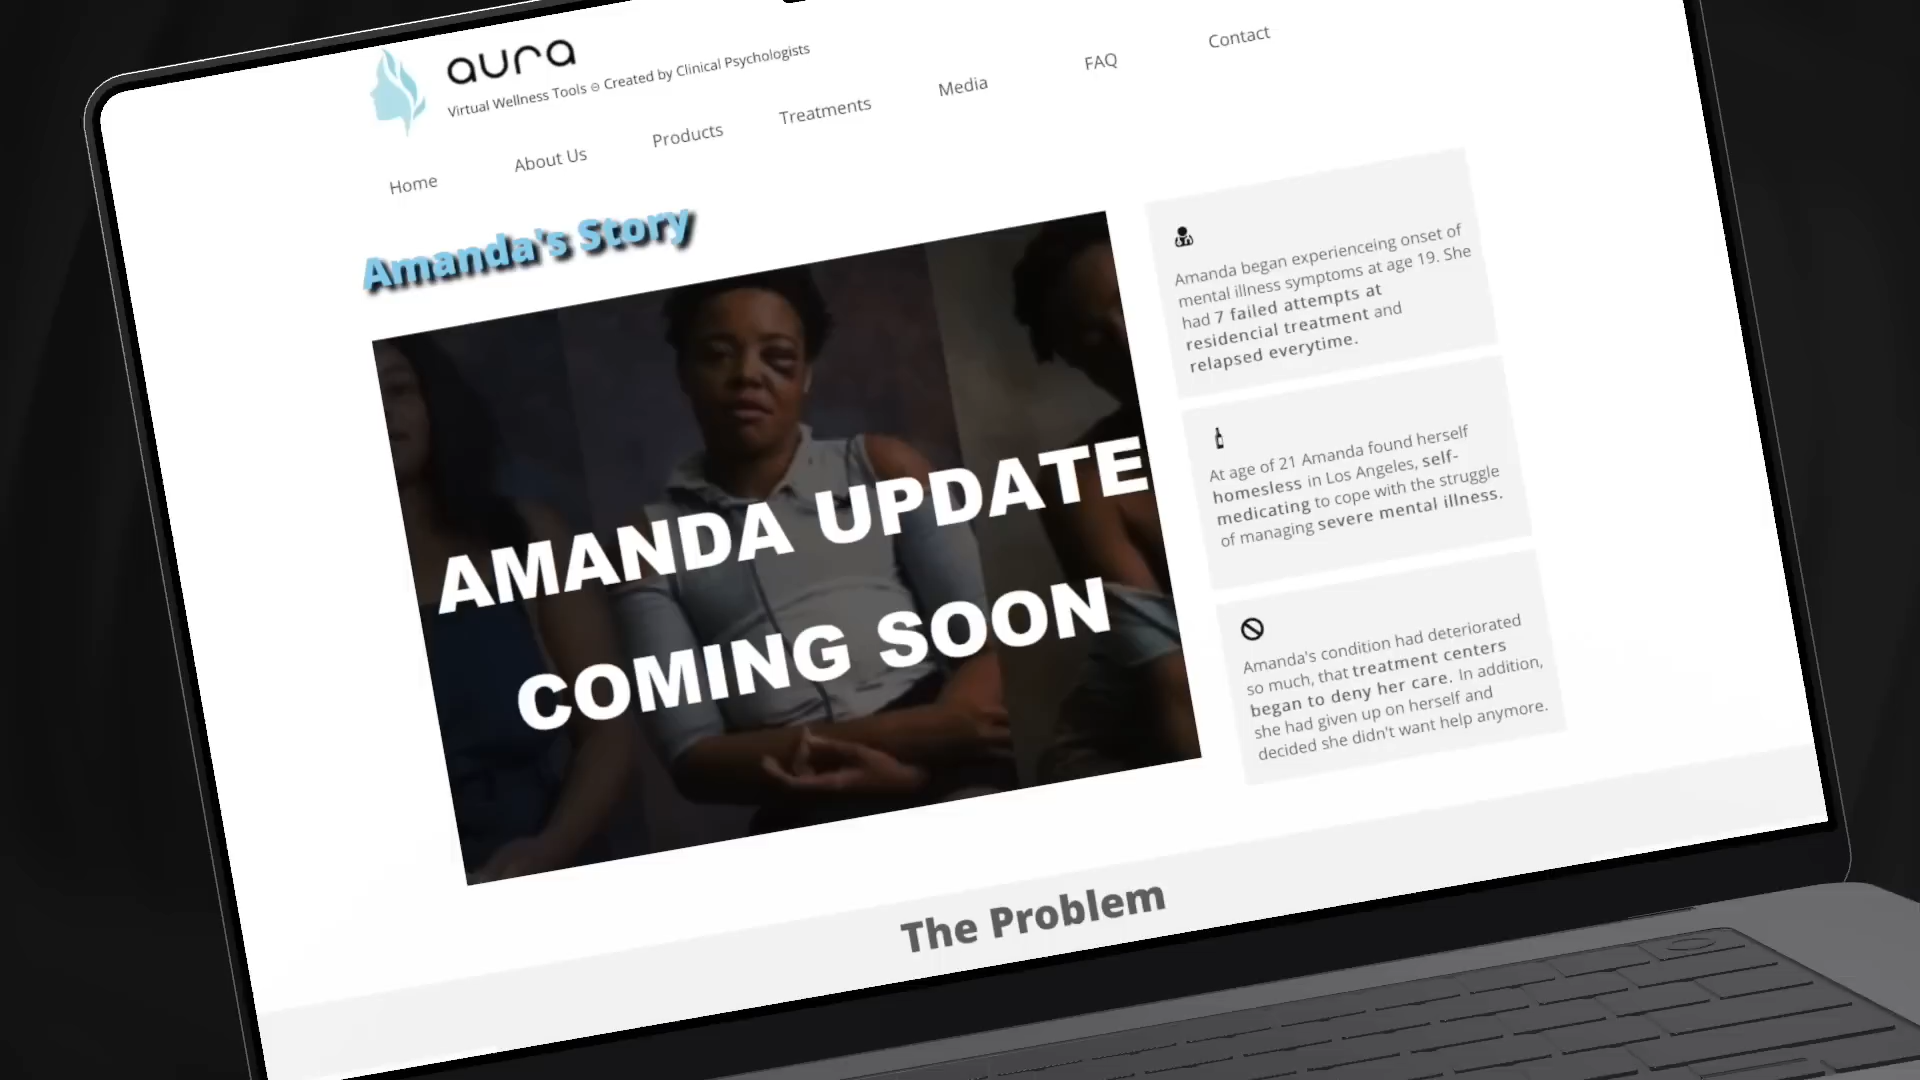 aura
Virtual Wellness Tools ⊝ Created by Clinical Psychologists
Home
About Us
Products
Treatments
Media
FAQ
Contact
Amanda's Story
AMANDA UPDATE
COMING SOON
Amanda began experienceing onset of
mental illness symptoms at age 19. She
had 7 failed attempts at
residencial treatment and
relapsed everytime.
At age of 21 Amanda found herself
homesless in Los Angeles, self-
medicating to cope with the struggle
of managing severe mental illness.
Amanda's condition had deteriorated
so much, that treatment centers
began to deny her care. In addition,
she had given up on herself and
decided she didn't want help anymore.
The Problem